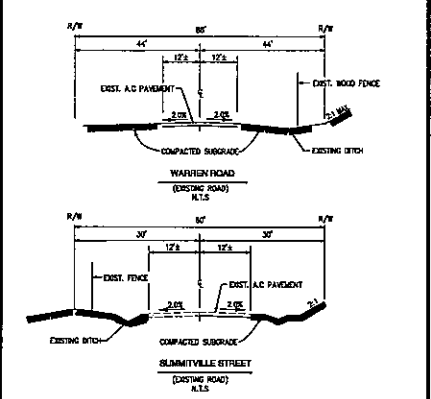 R/W R/W
88'
44' 44'
12'± 12'±
EXIST. A.C PAVEMENT
EXIST. WOOD FENCE
℄
2.0% 2.0%
2:1 MAX
COMPACTED SUBGRADE
EXISTING DITCH
WARREN ROAD
(EXISTING ROAD)
N.T.S
R/W R/W
60'
30' 30'
12'± 12'±
EXIST. FENCE
℄
EXIST. A.C PAVEMENT
2.0% 2.0%
2:1
EXISTING DITCH
COMPACTED SUBGRADE
SUMMITVILLE STREET
(EXISTING ROAD)
N.T.S